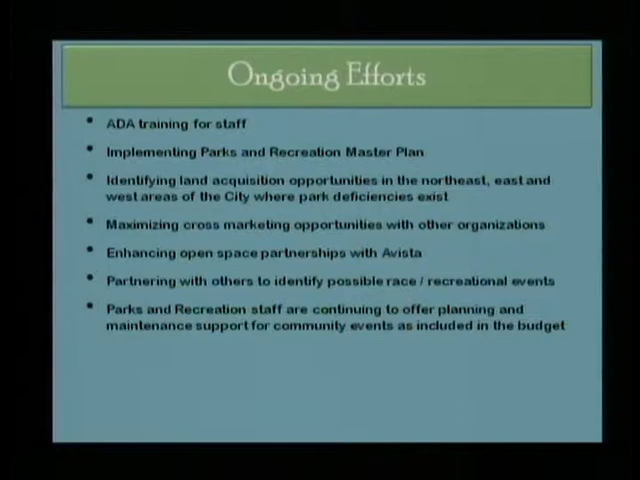 Ongoing Efforts
• ADA training for staff
• Implementing Parks and Recreation Master Plan
• Identifying land acquisition opportunities in the northeast, east and
west areas of the City where park deficiencies exist
• Maximizing cross marketing opportunities with other organizations
• Enhancing open space partnerships with Avista
• Partnering with others to identify possible race / recreational events
• Parks and Recreation staff are continuing to offer planning and
maintenance support for community events as included in the budget